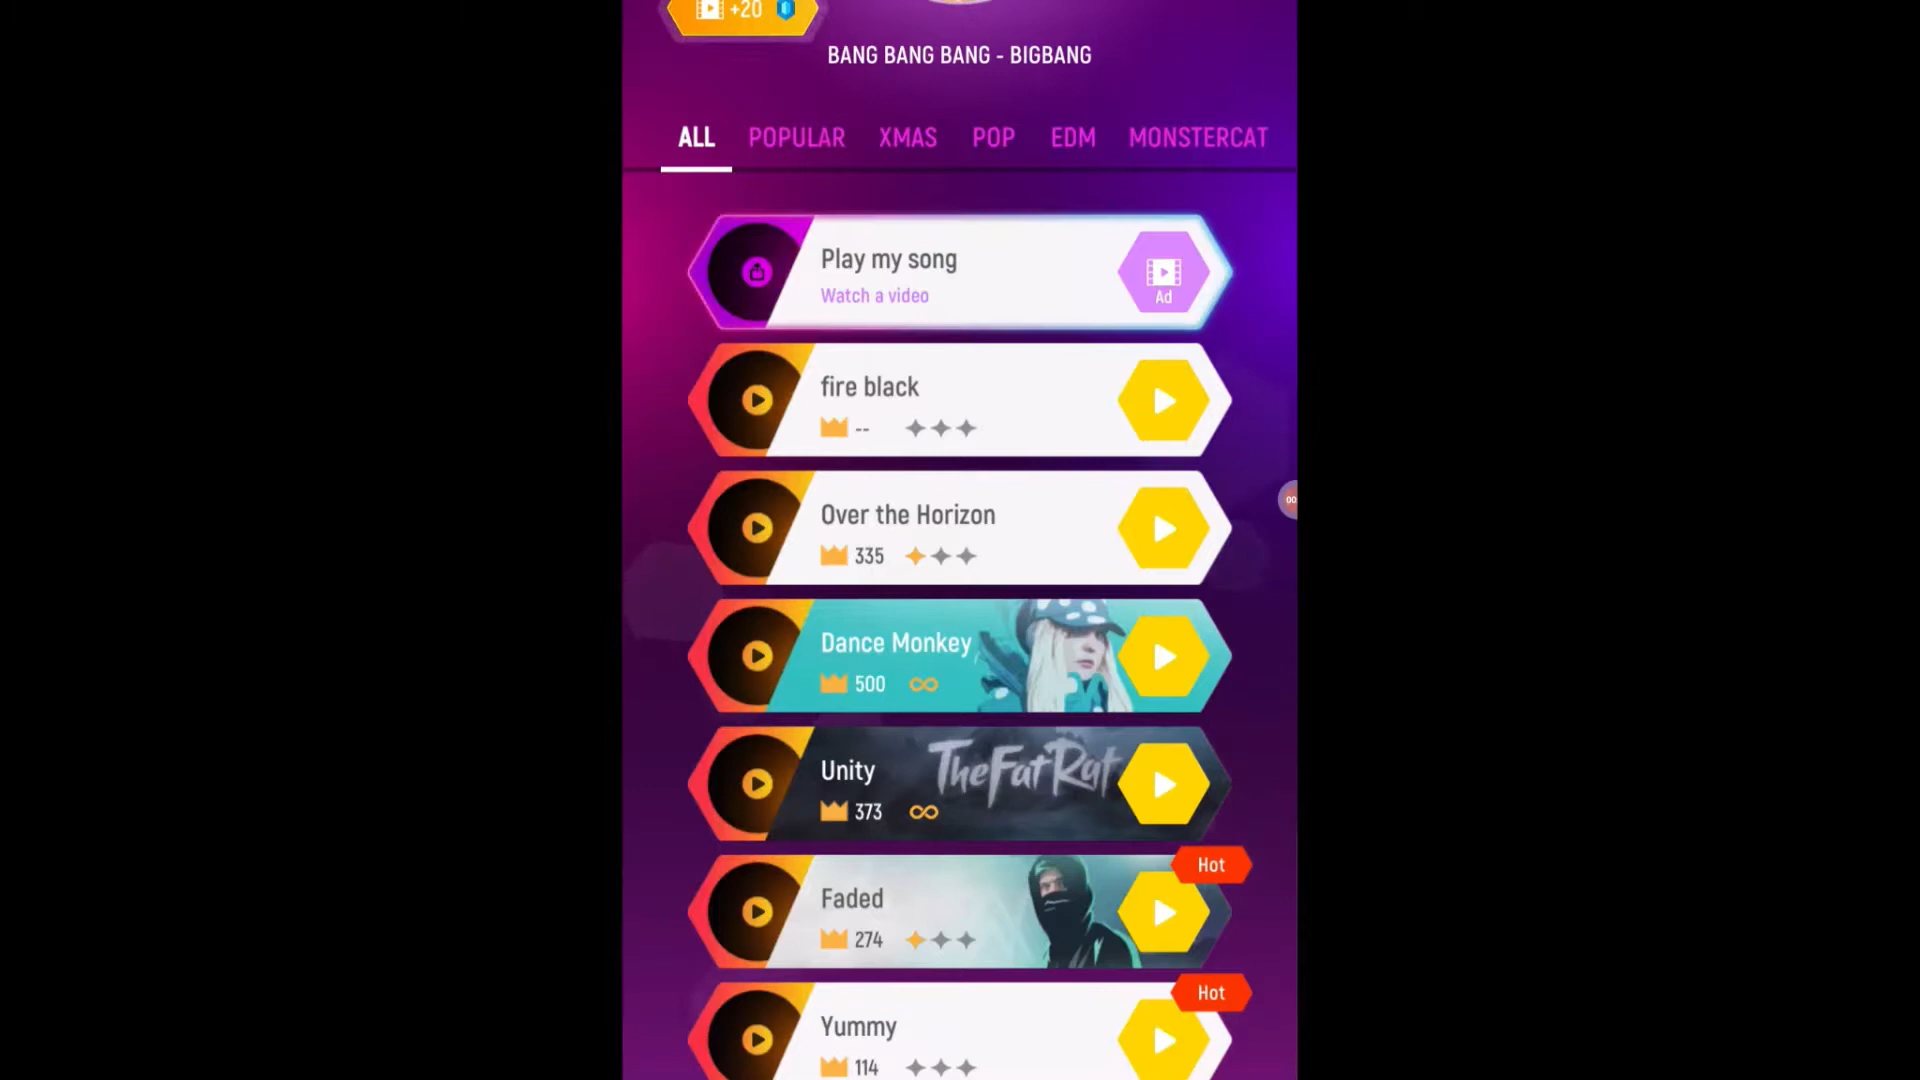 +20
BANG BANG BANG - BIGBANG
ALL POPULAR XMAS POP EDM MONSTERCAT
Play my song
Watch a video
Ad
fire black
--
Over the Horizon
335
Dance Monkey
500
Unity
TheFatRat
373
Hot
Faded
274
Hot
Yummy
114
00